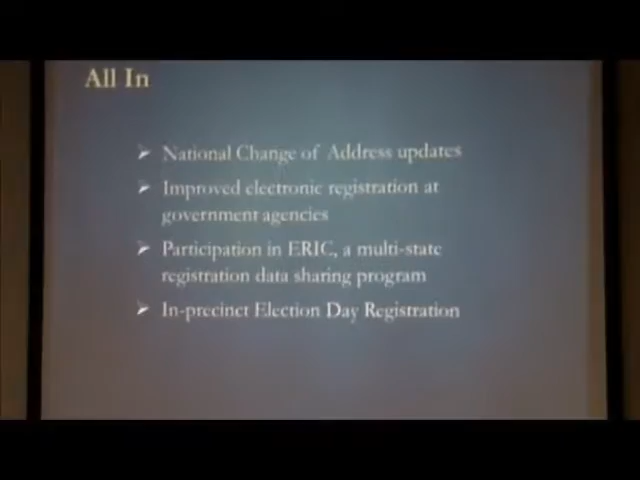 All In
➢ National Change of Address updates
➢ Improved electronic registration at
government agencies
➢ Participation in ERIC, a multi-state
registration data sharing program
➢ In-precinct Election Day Registration